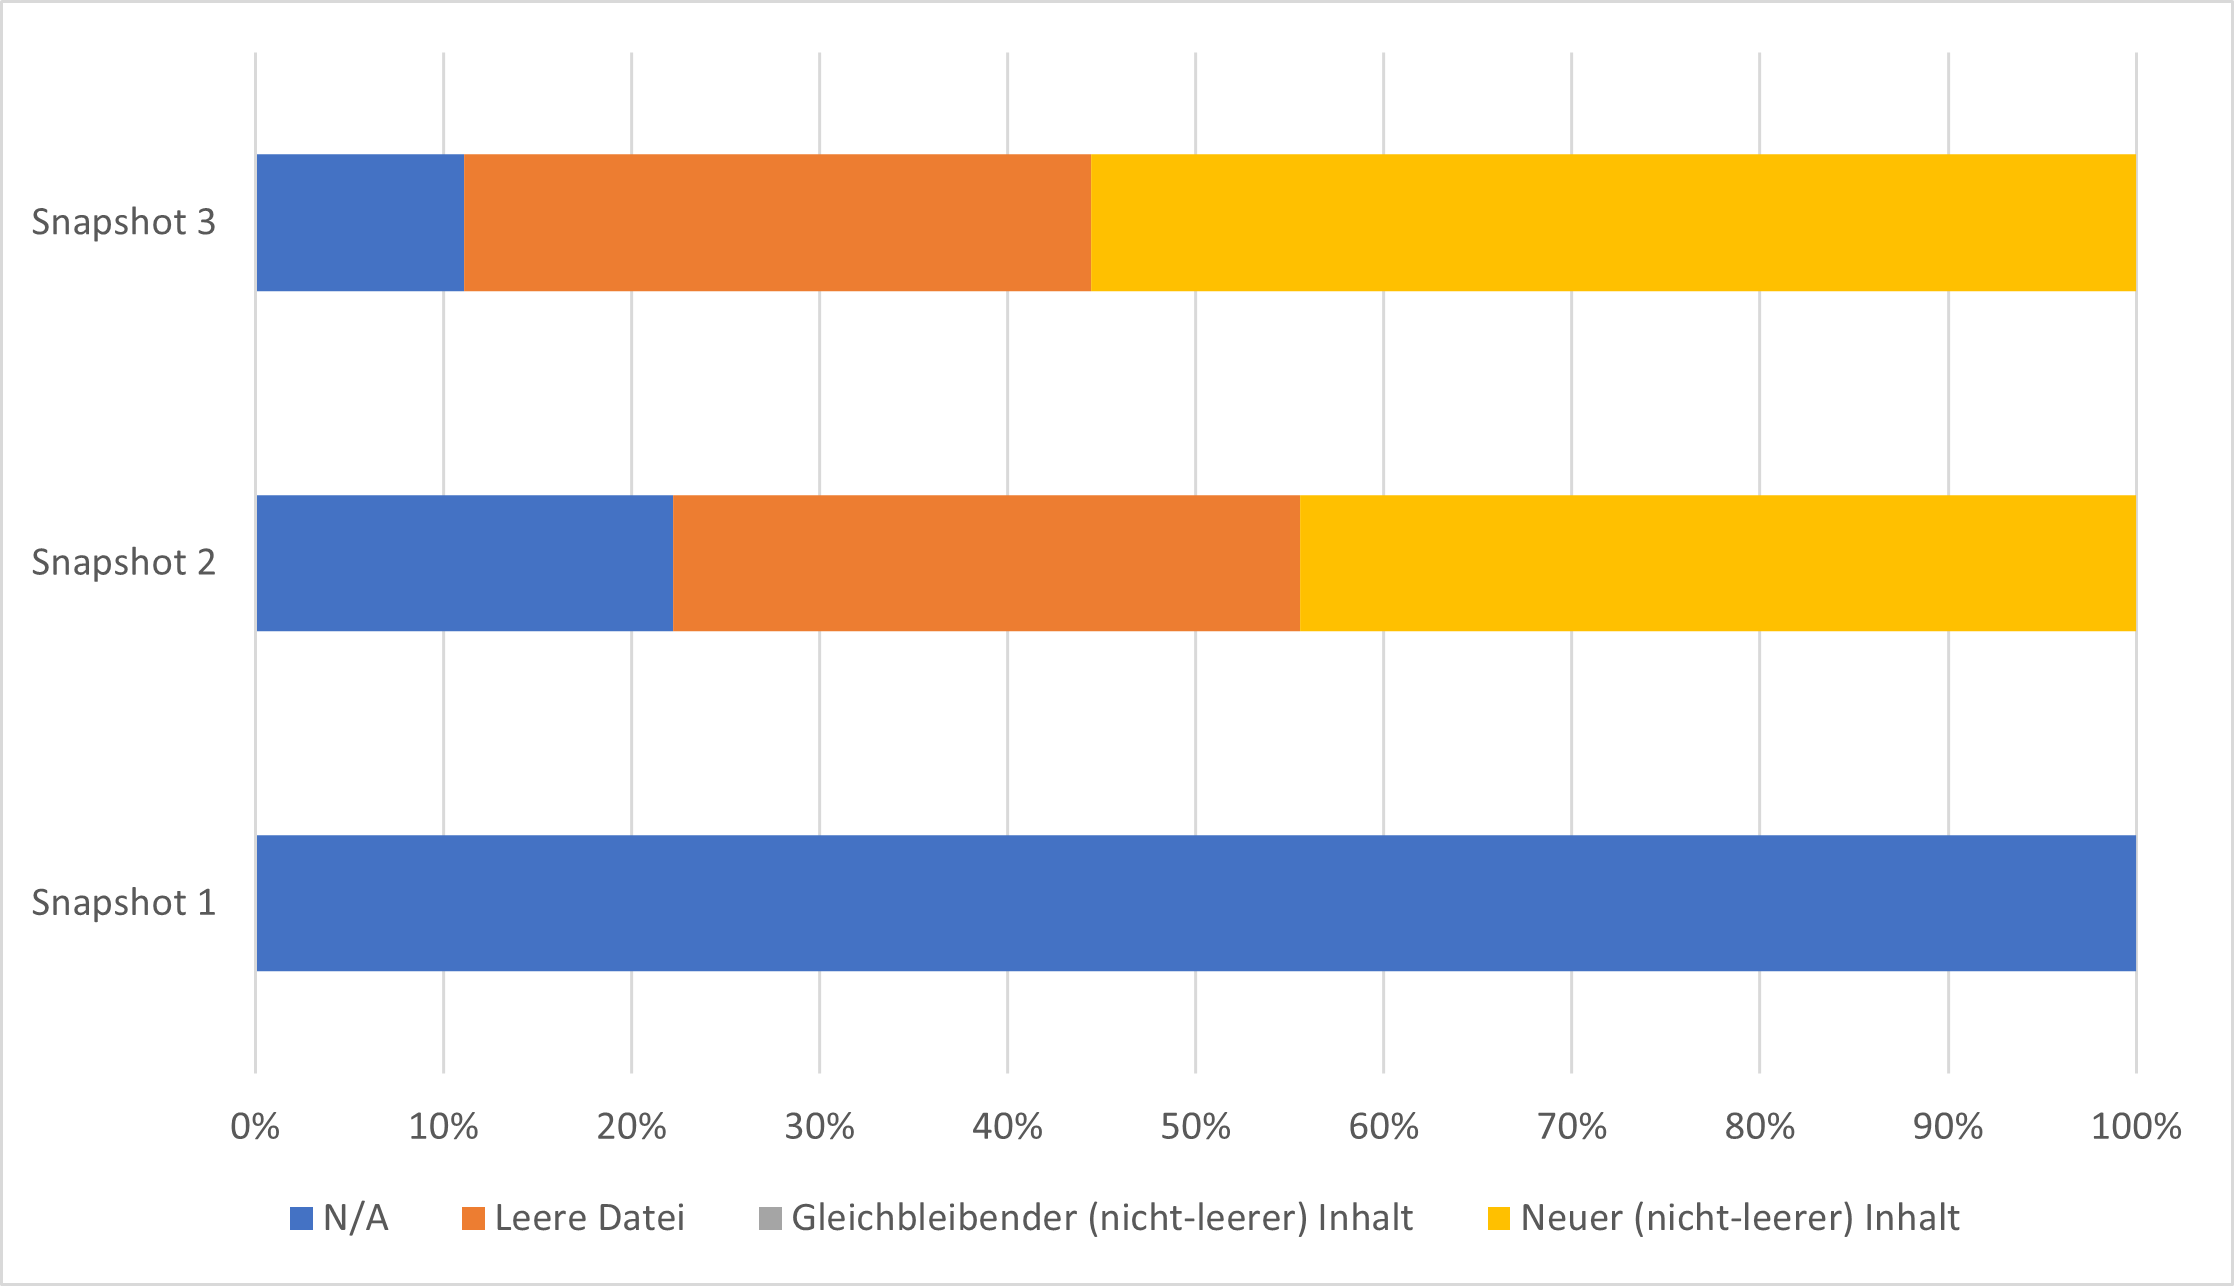 Snapshot 3
Snapshot 2
Snapshot 1
0% 10% 20% 30% 40% 50% 60% 70% 80% 90% 100%
N/A Leere Datei Gleichbleibender (nicht-leerer) Inhalt Neuer (nicht-leerer) Inhalt